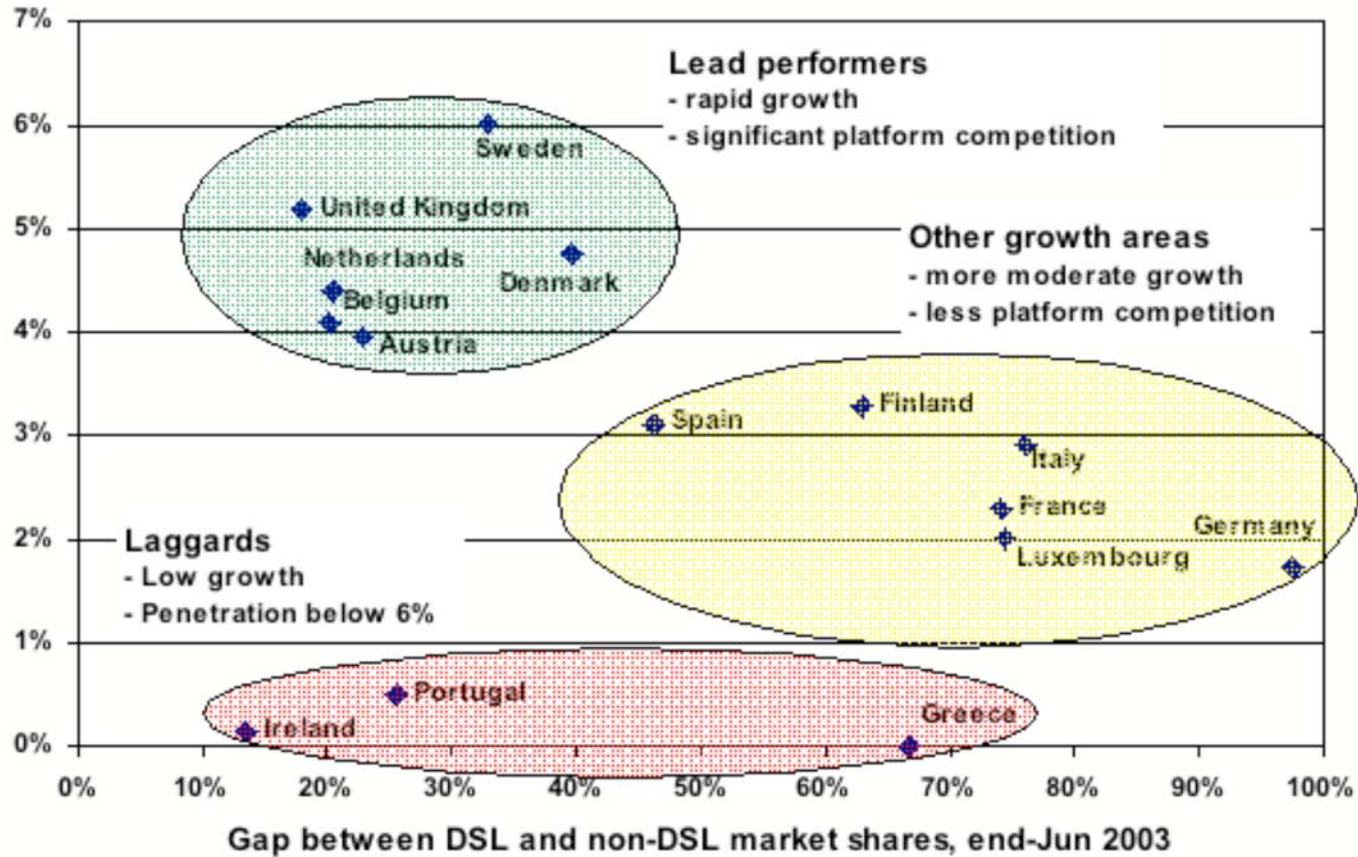 7%
Lead performers
- rapid growth
- significant platform competition
6%
Sweden
United Kingdom
5%
Other growth areas
- more moderate growth
- less platform competition
Netherlands
Denmark
Belgium
4%
Austria
Finland
Spain
3%
Italy
France
Germany
2%
Luxembourg
Laggards
- Low growth
- Penetration below 6%
1%
Portugal
Ireland
Greece
0%
0% 10% 20% 30% 40% 50% 60% 70% 80% 90% 100%
Gap between DSL and non-DSL market shares, end-Jun 2003